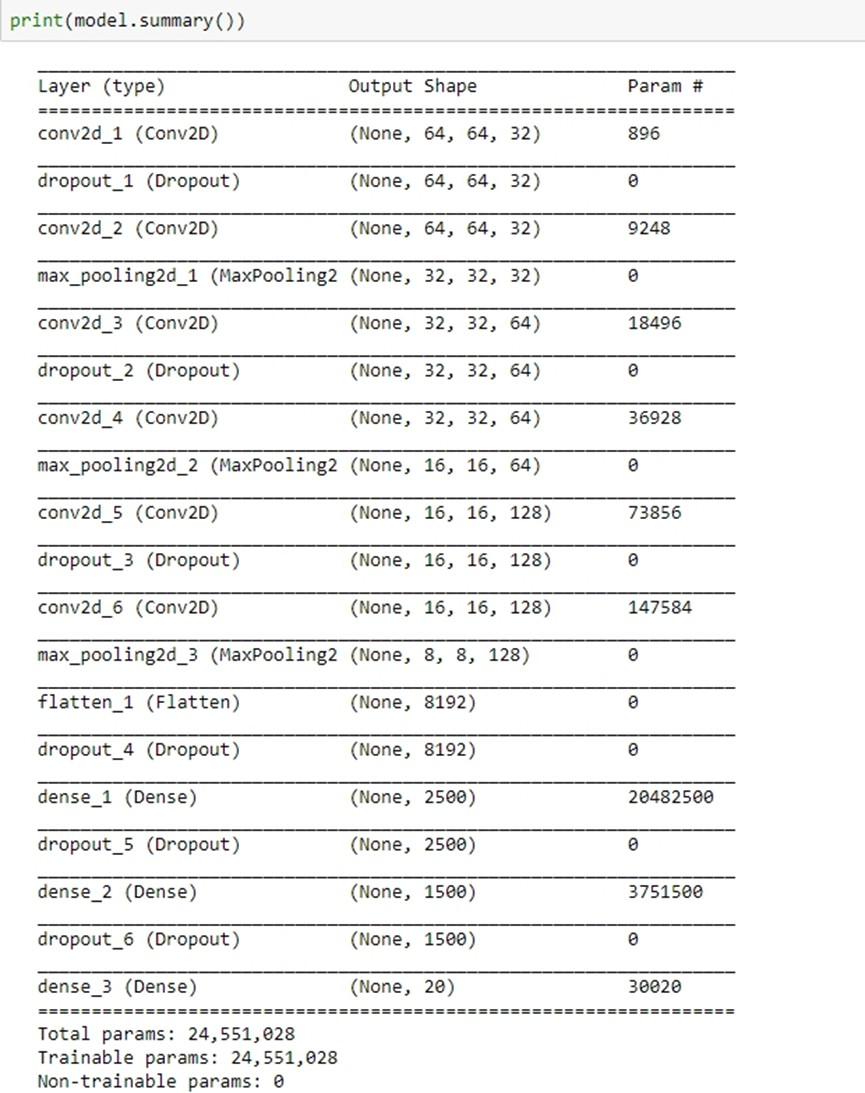 print(model.summary())
Layer (type) Output Shape Param #
conv2d_1 (Conv2D) (None, 64, 64, 32) 896
dropout_1 (Dropout) (None, 64, 64, 32) 0
conv2d_2 (Conv2D) (None, 64, 64, 32) 9248
max_pooling2d_1 (MaxPooling2 (None, 32, 32, 32) 0
conv2d_3 (Conv2D) (None, 32, 32, 64) 18496
dropout_2 (Dropout) (None, 32, 32, 64) 0
conv2d_4 (Conv2D) (None, 32, 32, 64) 36928
max_pooling2d_2 (MaxPooling2 (None, 16, 16, 64) 0
conv2d_5 (Conv2D) (None, 16, 16, 128) 73856
dropout_3 (Dropout) (None, 16, 16, 128) 0
conv2d_6 (Conv2D) (None, 16, 16, 128) 147584
max_pooling2d_3 (MaxPooling2 (None, 8, 8, 128) 0
flatten_1 (Flatten) (None, 8192) 0
dropout_4 (Dropout) (None, 8192) 0
dense_1 (Dense) (None, 2500) 20482500
dropout_5 (Dropout) (None, 2500) 0
dense_2 (Dense) (None, 1500) 3751500
dropout_6 (Dropout) (None, 1500) 0
dense_3 (Dense) (None, 20) 30020
Total params: 24,551,028
Trainable params: 24,551,028
Non-trainable params: 0